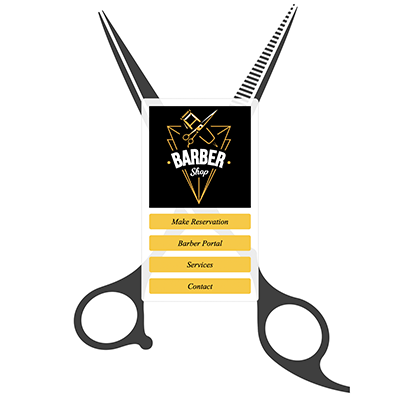 BARBER
Shop
Make Reservation
Barber Portal
Services
Contact